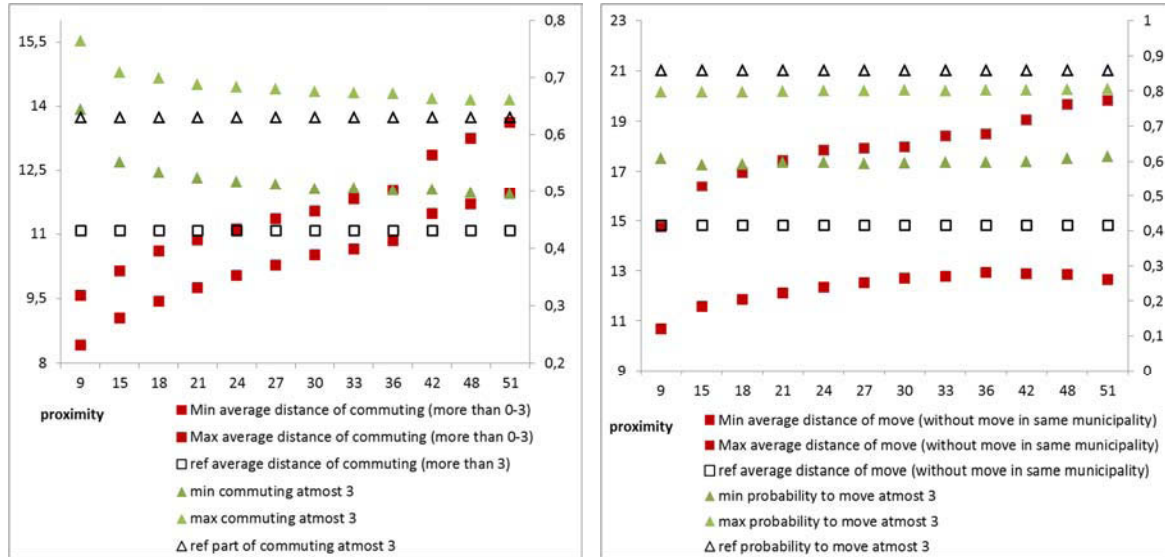 15,5
14
12,5
11
9,5
8
0,8
0,7
0,6
0,5
0,4
0,3
0,2
9 15 18 21 24 27 30 33 36 42 48 51
proximity
Min average distance of commuting (more than 0-3)
Max average distance of commuting (more than 0-3)
ref average distance of commuting (more than 3)
min commuting atmost 3
max commuting atmost 3
ref part of commuting atmost 3
23
21
19
17
15
13
11
9
1
0,9
0,8
0,7
0,6
0,5
0,4
0,3
0,2
0,1
0
9 15 18 21 24 27 30 33 36 42 48 51
proximity
Min average distance of move (without move in same municipality)
Max average distance of move (without move in same municipality)
ref average distance of move (without move in same municipality)
min probability to move atmost 3
max probability to move atmost 3
ref probability to move atmost 3